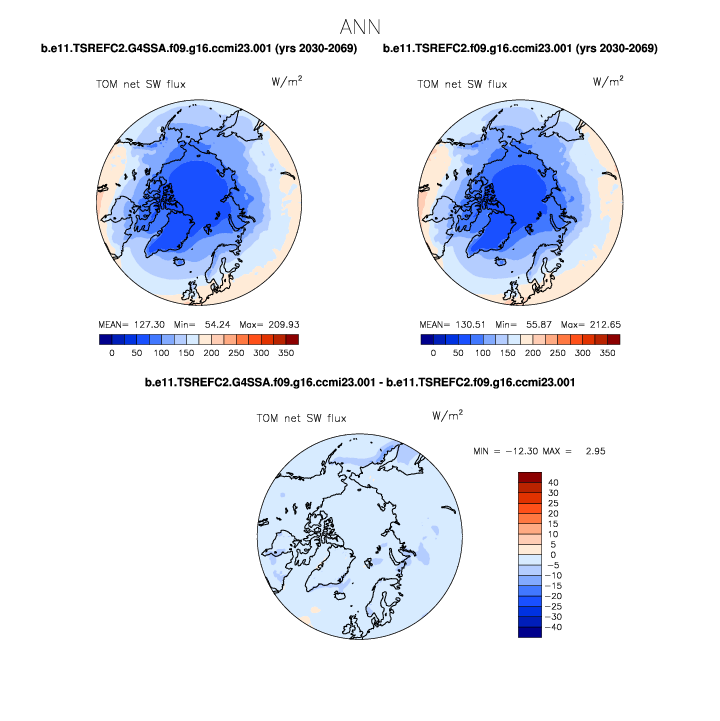 ANN
b.e11.TSREFC2.G4SSA.f09.g16.ccmi23.001 (yrs 2030-2069) b.e11.TSREFC2.f09.g16.ccmi23.001 (yrs 2030-2069)
TOM net SW flux W/m² TOM net SW flux W/m²
MEAN= 127.30 Min= 54.24 Max= 209.93 MEAN= 130.51 Min= 55.87 Max= 212.65
0 50 100 150 200 250 300 350 0 50 100 150 200 250 300 350
b.e11.TSREFC2.G4SSA.f09.g16.ccmi23.001 - b.e11.TSREFC2.f09.g16.ccmi23.001
TOM net SW flux W/m²
MIN = -12.30 MAX = 2.95
40
30
25
20
15
10
5
0
-5
-10
-15
-20
-25
-30
-40